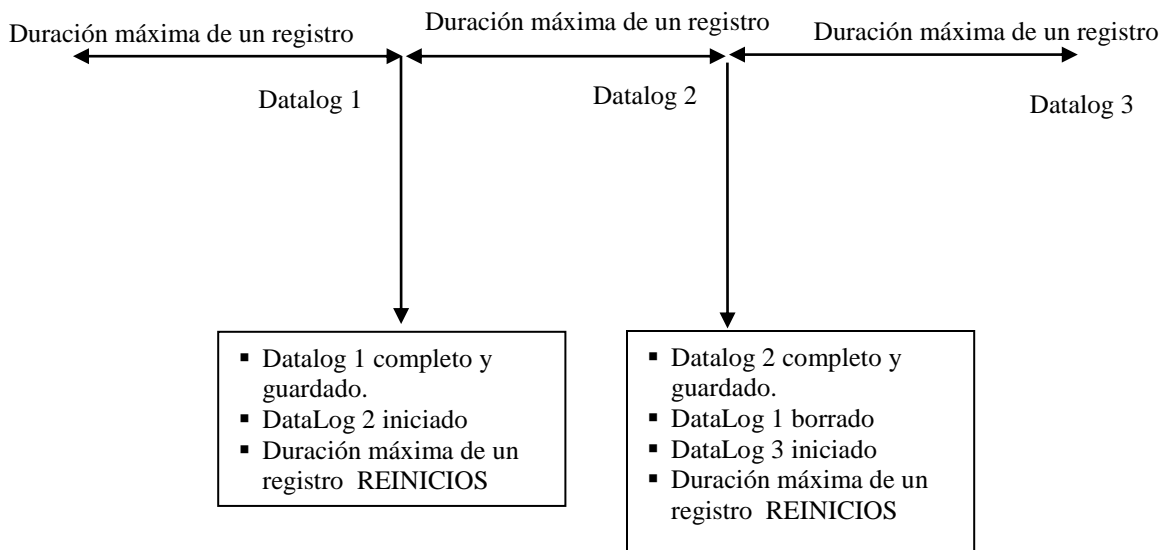 Duración máxima de un registro
Duración máxima de un registro
Duración máxima de un registro
Datalog 1
Datalog 2
Datalog 3
▪ Datalog 1 completo y
guardado.
▪ DataLog 2 iniciado
▪ Duración máxima de un
registro REINICIOS
▪ Datalog 2 completo y
guardado.
▪ DataLog 1 borrado
▪ DataLog 3 iniciado
▪ Duración máxima de un
registro REINICIOS